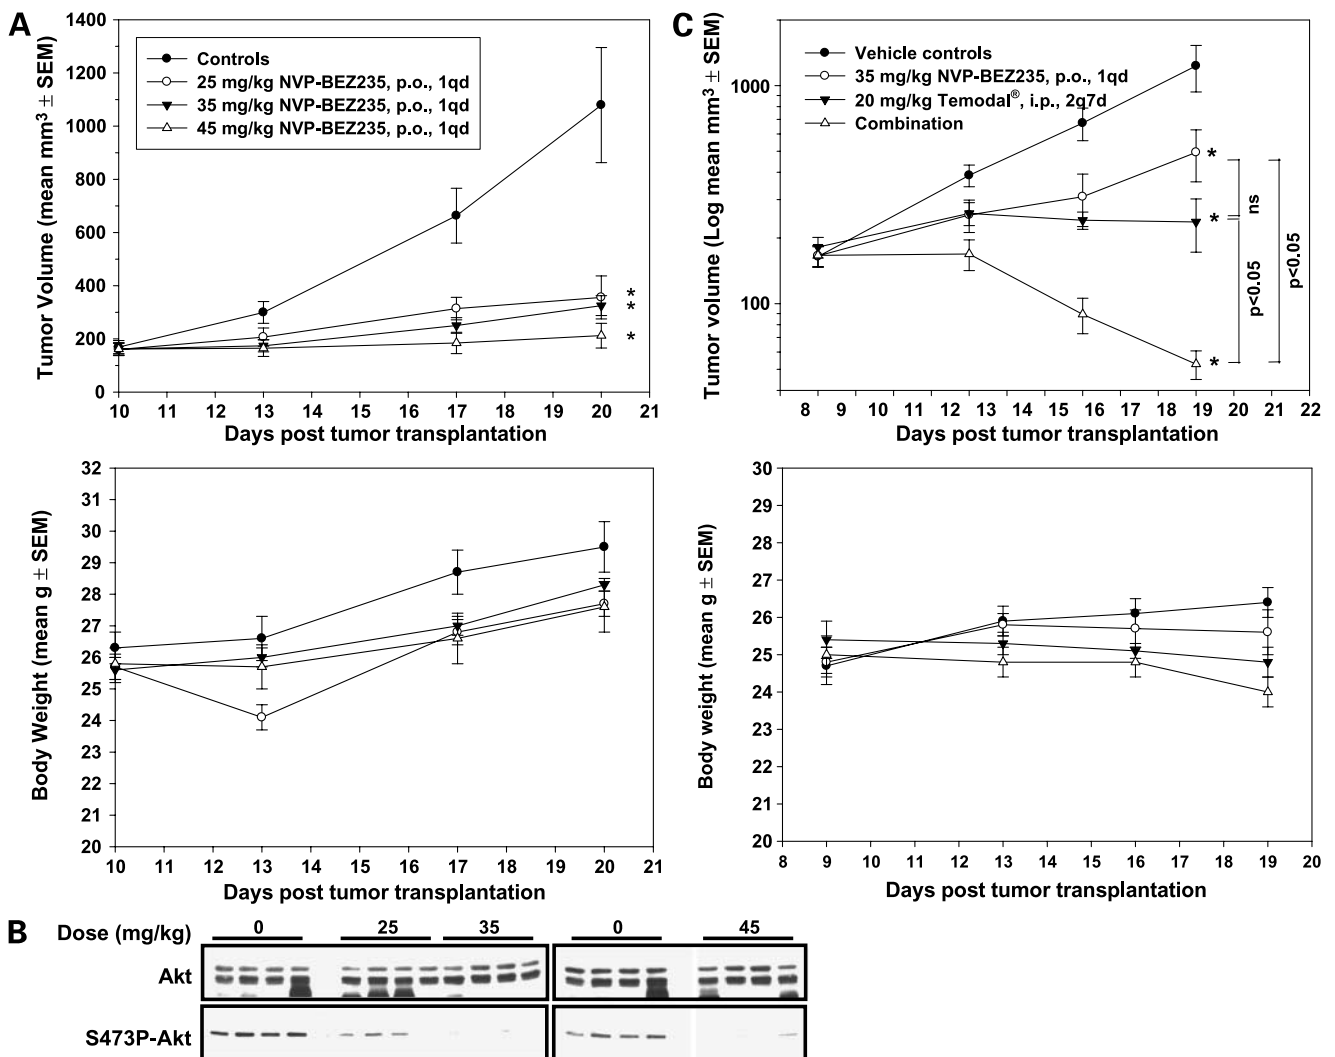 A
Tumor Volume (mean mm³ ± SEM)
1400
1200
1000
800
600
400
200
0
Controls
25 mg/kg NVP-BEZ235, p.o., 1qd
35 mg/kg NVP-BEZ235, p.o., 1qd
45 mg/kg NVP-BEZ235, p.o., 1qd
*
*
*
10 11 12 13 14 15 16 17 18 19 20 21
Days post tumor transplantation
C
Tumor volume (Log mean mm³ ± SEM)
1000
100
Vehicle controls
35 mg/kg NVP-BEZ235, p.o., 1qd
20 mg/kg Temodal®, i.p., 2q7d
Combination
*
*
*
ns
p<0.05
p<0.05
8 9 10 11 12 13 14 15 16 17 18 19 20 21 22
Days post tumor transplantation
Body Weight (mean g ± SEM)
32
31
30
29
28
27
26
25
24
23
22
21
20
10 11 12 13 14 15 16 17 18 19 20 21
Days post tumor transplantation
Body weight (mean g ± SEM)
30
29
28
27
26
25
24
23
22
21
20
8 9 10 11 12 13 14 15 16 17 18 19 20
Days post tumor transplantation
B
Dose (mg/kg) 0 25 35 0 45
Akt
S473P-Akt